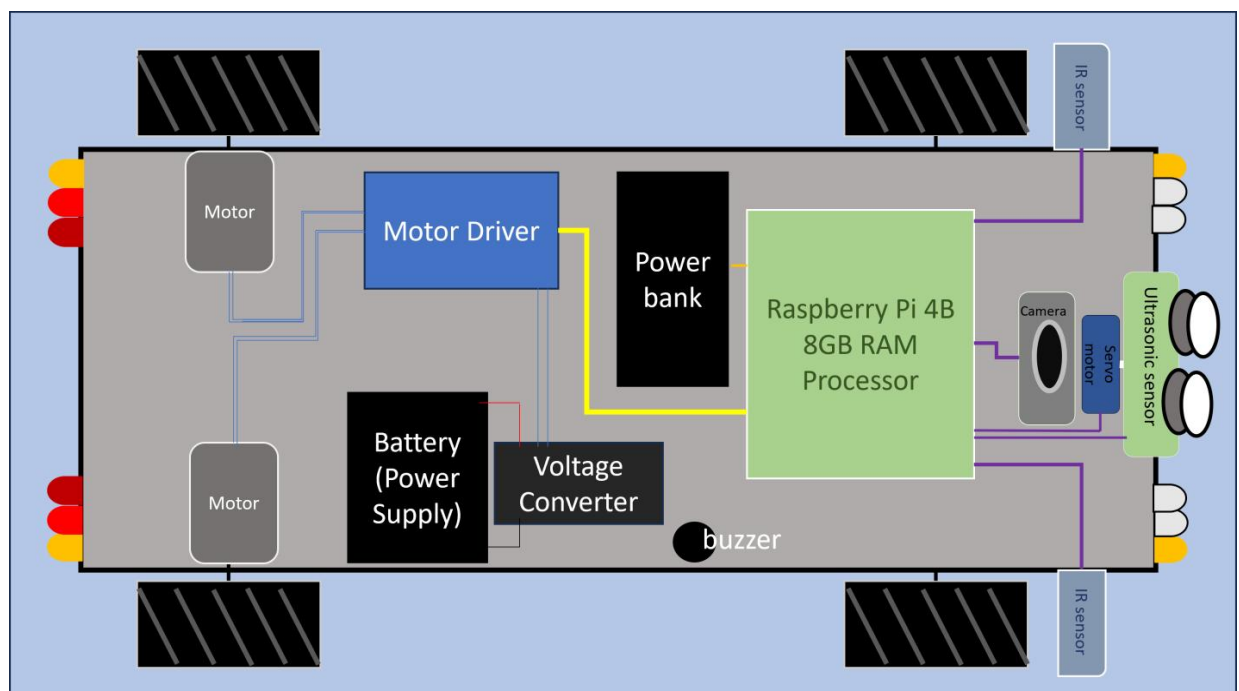 IR sensor
Motor
Motor Driver
Power
bank
Raspberry Pi 4B
8GB RAM
Processor
Camera
Servo
motor
Ultrasonic sensor
Battery
(Power
Supply)
Voltage
Converter
Motor
buzzer
IR sensor